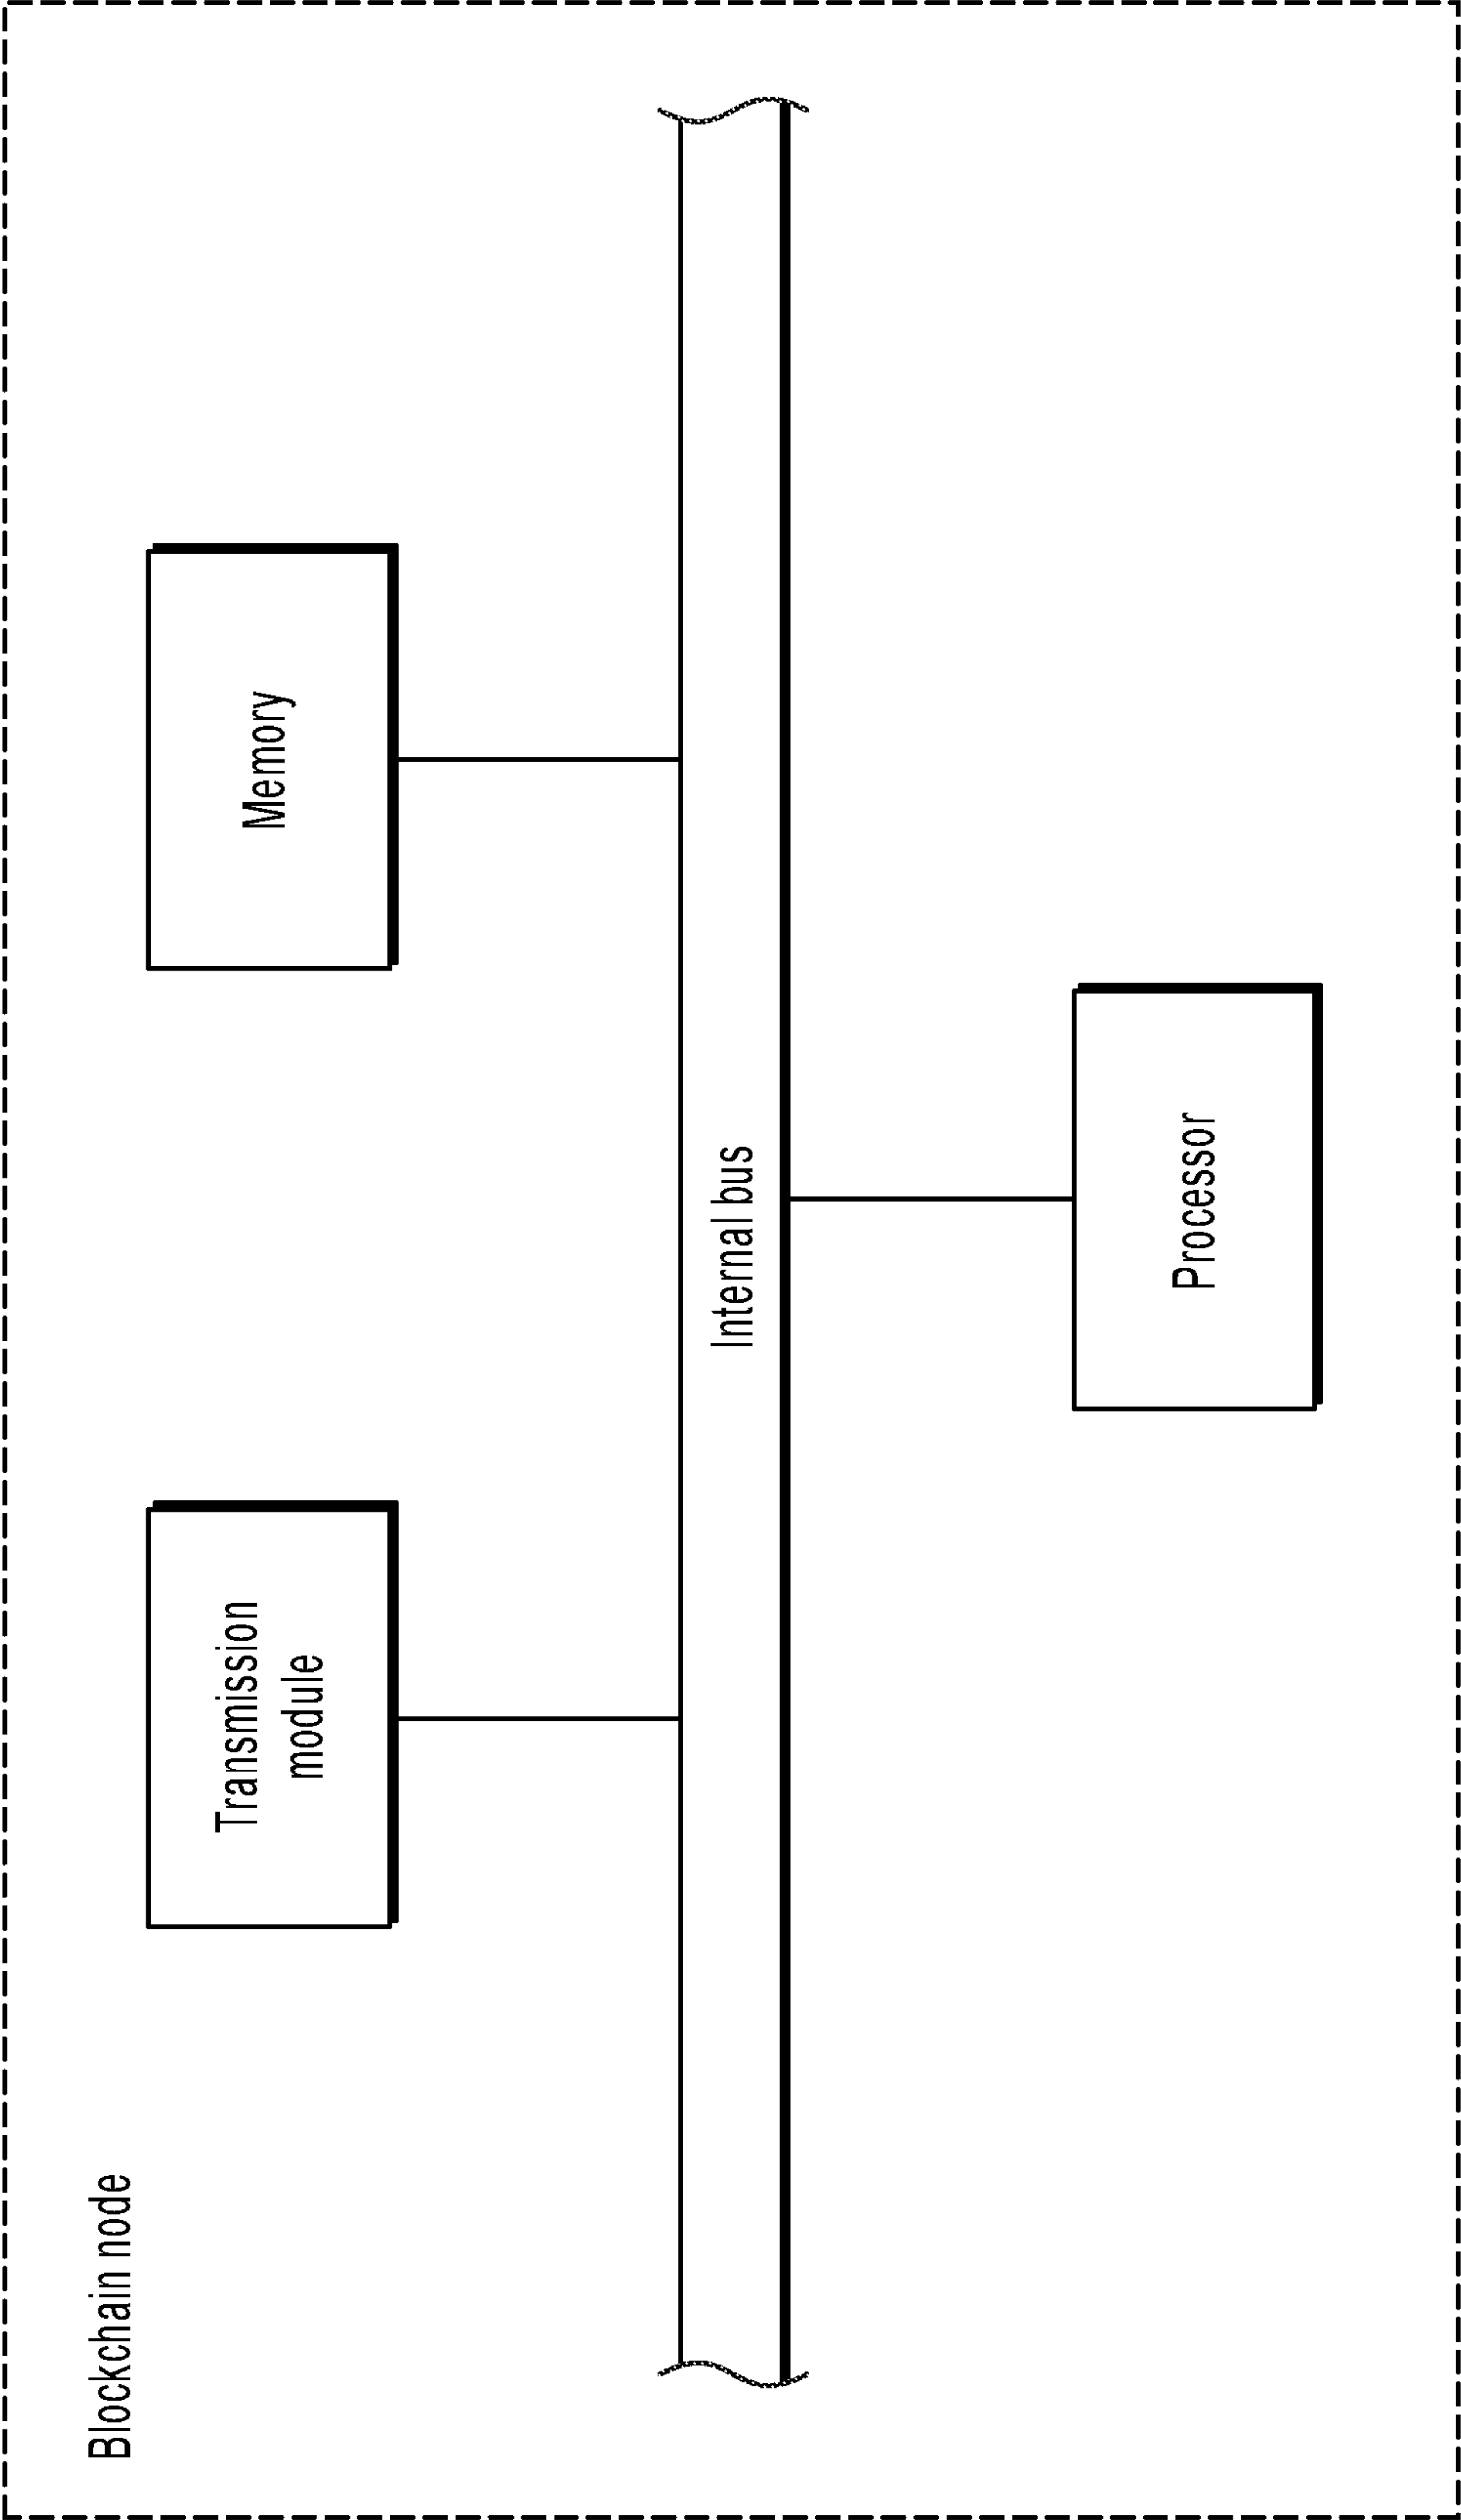 Blockchain node
Transmission
module
Memory
Internal bus
Processor